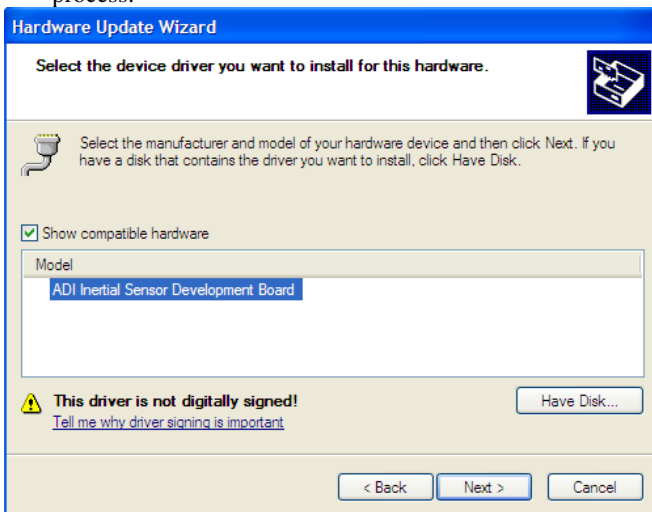 process.
Hardware Update Wizard
Select the device driver you want to install for this hardware.
Select the manufacturer and model of your hardware device and then click Next. If you
have a disk that contains the driver you want to install, click Have Disk.
Show compatible hardware
Model
ADI Inertial Sensor Development Board
This driver is not digitally signed!
Have Disk...
Tell me why driver signing is important
< Back
Next >
Cancel